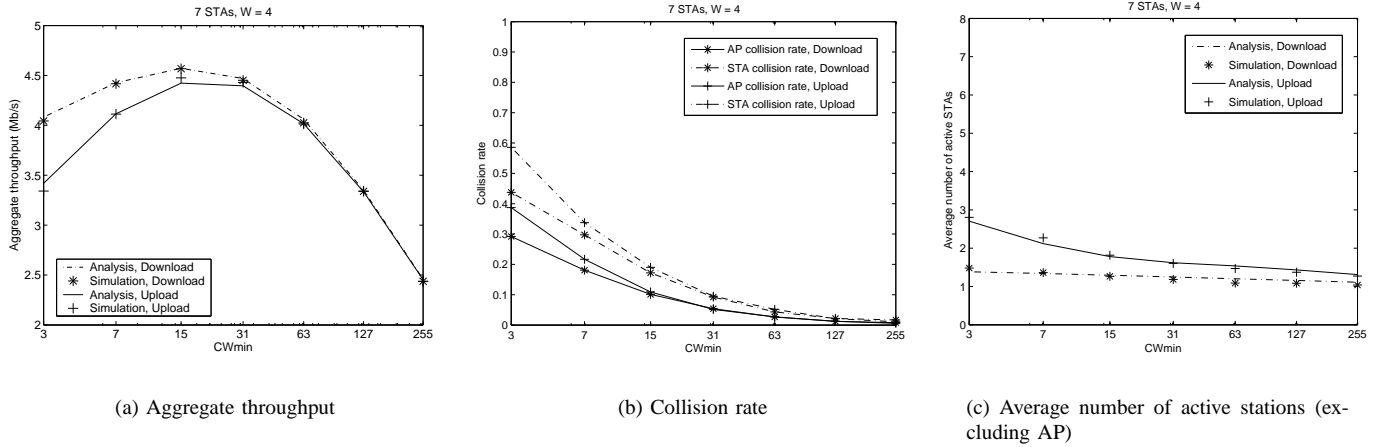 7 STAs, W = 4
5
4.5
4
3.5
3
2.5
2
Aggregate throughput (Mb/s)
Analysis, Download
Simulation, Download
Analysis, Upload
Simulation, Upload
3 7 15 31 63 127 255
CWmin
(a) Aggregate throughput
7 STAs, W = 4
1
0.9
0.8
0.7
0.6
0.5
0.4
0.3
0.2
0.1
0
Collision rate
AP collision rate, Download
STA collision rate, Download
AP collision rate, Upload
STA collision rate, Upload
3 7 15 31 63 127 255
CWmin
(b) Collision rate
7 STAs, W = 4
8
7
6
5
4
3
2
1
0
Average number of active STAs
Analysis, Download
Simulation, Download
Analysis, Upload
Simulation, Upload
3 7 15 31 63 127 255
CWmin
(c) Average number of active stations (ex-
cluding AP)